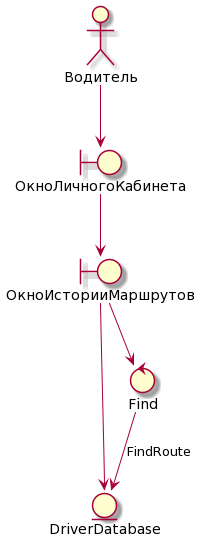 Водитель
ОкноЛичногоКабинета
ОкноИсторииМаршрутов
Find
FindRoute
DriverDatabase